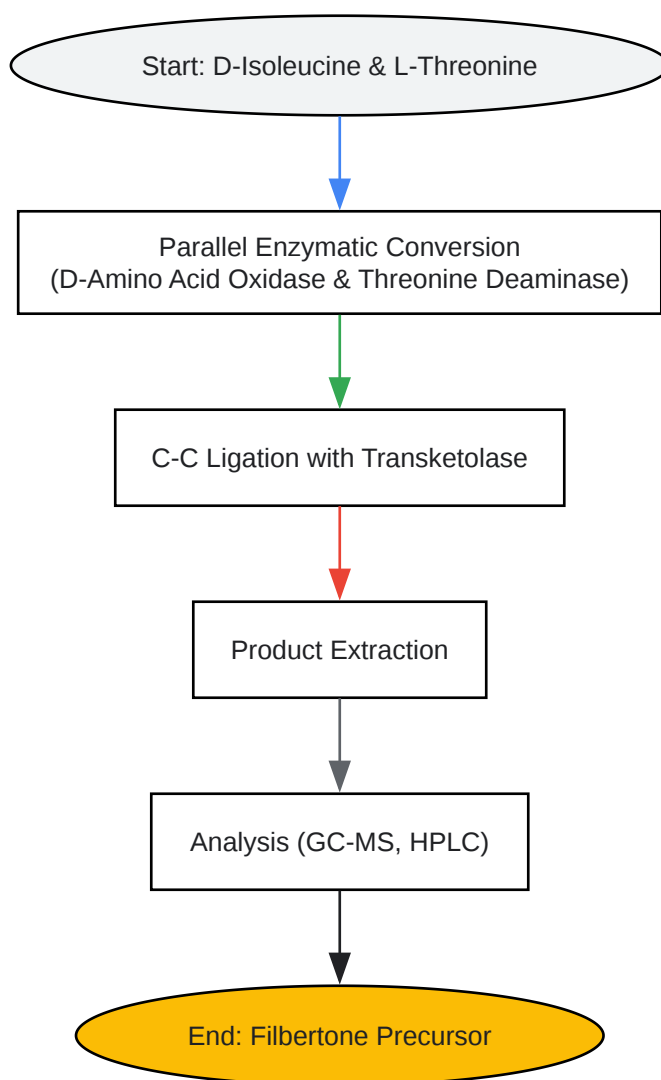 Start: D-Isoleucine & L-Threonine
Parallel Enzymatic Conversion
(D-Amino Acid Oxidase & Threonine Deaminase)
C-C Ligation with Transketolase
Product Extraction
Analysis (GC-MS, HPLC)
End: Filbertone Precursor